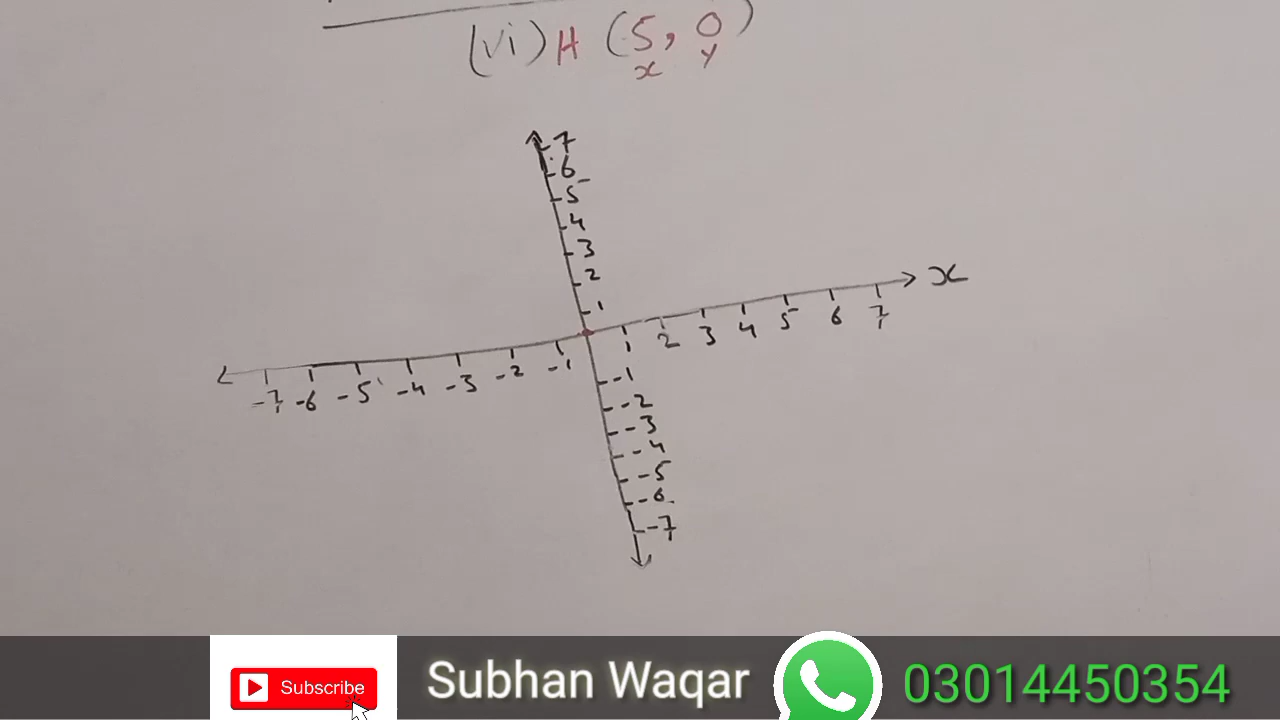 (vi) H (5, 0)
x y
7
6
5
4
3
2
1
x
-7 -6 -5 -4 -3 -2 -1 1 2 3 4 5 6 7
-1
-2
-3
-4
-5
-6
-7
Subscribe Subhan Waqar 03014450354